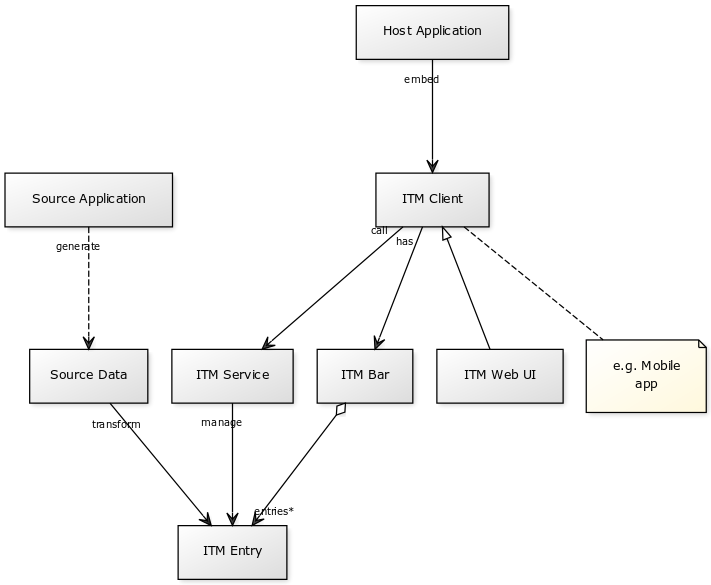 Host Application
embed
Source Application
ITM Client
generate
call
has
Source Data
ITM Service
ITM Bar
ITM Web UI
e.g. Mobile
app
transform
manage
entries*
ITM Entry